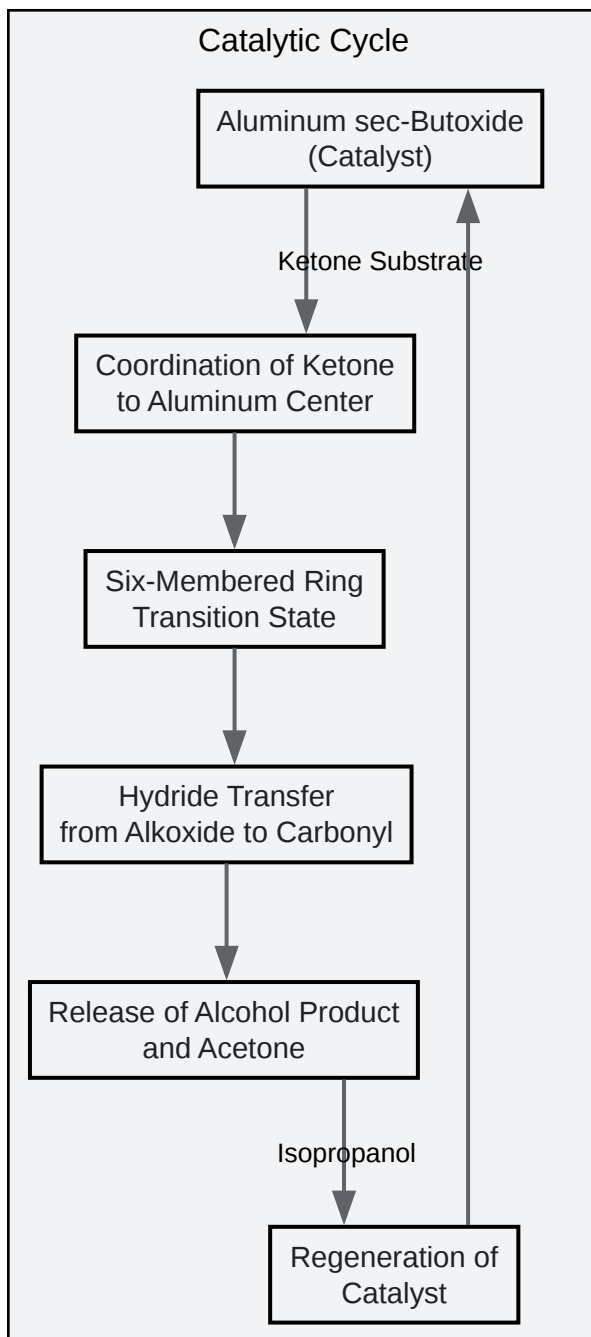 Catalytic Cycle
Aluminum sec-Butoxide
(Catalyst)
Ketone Substrate
Coordination of Ketone
to Aluminum Center
Six-Membered Ring
Transition State
Hydride Transfer
from Alkoxide to Carbonyl
Release of Alcohol Product
and Acetone
Isopropanol
Regeneration of
Catalyst